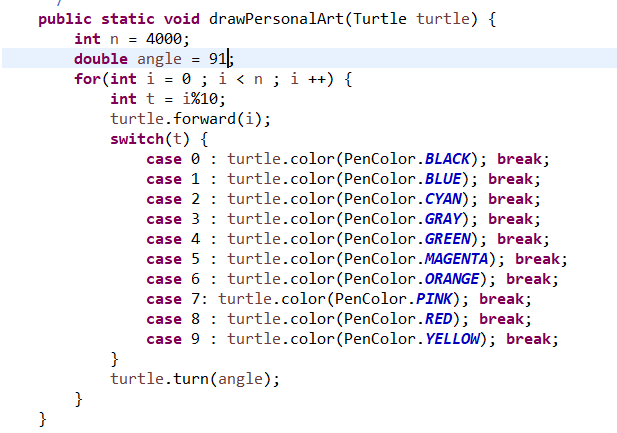 public static void drawPersonalArt(Turtle turtle) {
    int n = 4000;
    double angle = 91;
    for(int i = 0 ; i < n ; i ++) {
        int t = i%10;
        turtle.forward(i);
        switch(t) {
            case 0 : turtle.color(PenColor.BLACK); break;
            case 1 : turtle.color(PenColor.BLUE); break;
            case 2 : turtle.color(PenColor.CYAN); break;
            case 3 : turtle.color(PenColor.GRAY); break;
            case 4 : turtle.color(PenColor.GREEN); break;
            case 5 : turtle.color(PenColor.MAGENTA); break;
            case 6 : turtle.color(PenColor.ORANGE); break;
            case 7: turtle.color(PenColor.PINK); break;
            case 8 : turtle.color(PenColor.RED); break;
            case 9 : turtle.color(PenColor.YELLOW); break;
        }
        turtle.turn(angle);
    }
}